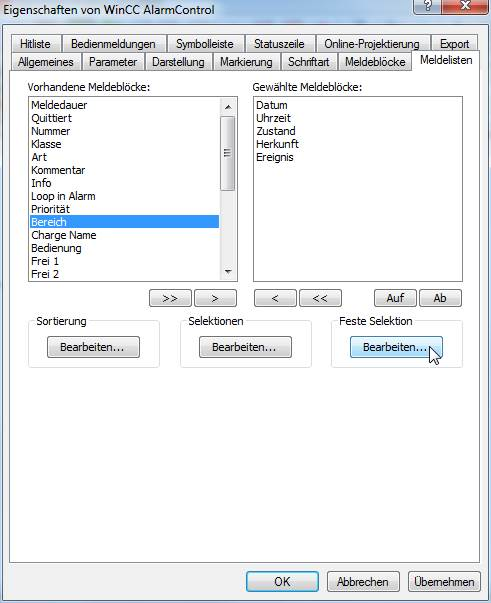 Eigenschaften von WinCC AlarmControl
Hitliste Bedienmeldungen Symbolleiste Statuszeile Online-Projektierung Export
Allgemeines Parameter Darstellung Markierung Schriftart Meldeblöcke Meldelisten
Vorhandene Meldeblöcke: Gewählte Meldeblöcke:
Meldedauer
Quittiert
Nummer
Klasse
Art
Kommentar
Info
Loop in Alarm
Priorität
Bereich
Charge Name
Bedienung
Frei 1
Frei 2
Datum
Uhrzeit
Zustand
Herkunft
Ereignis
>> > < << Auf Ab
Sortierung Selektionen Feste Selektion
Bearbeiten... Bearbeiten... Bearbeiten...
OK Abbrechen Übernehmen